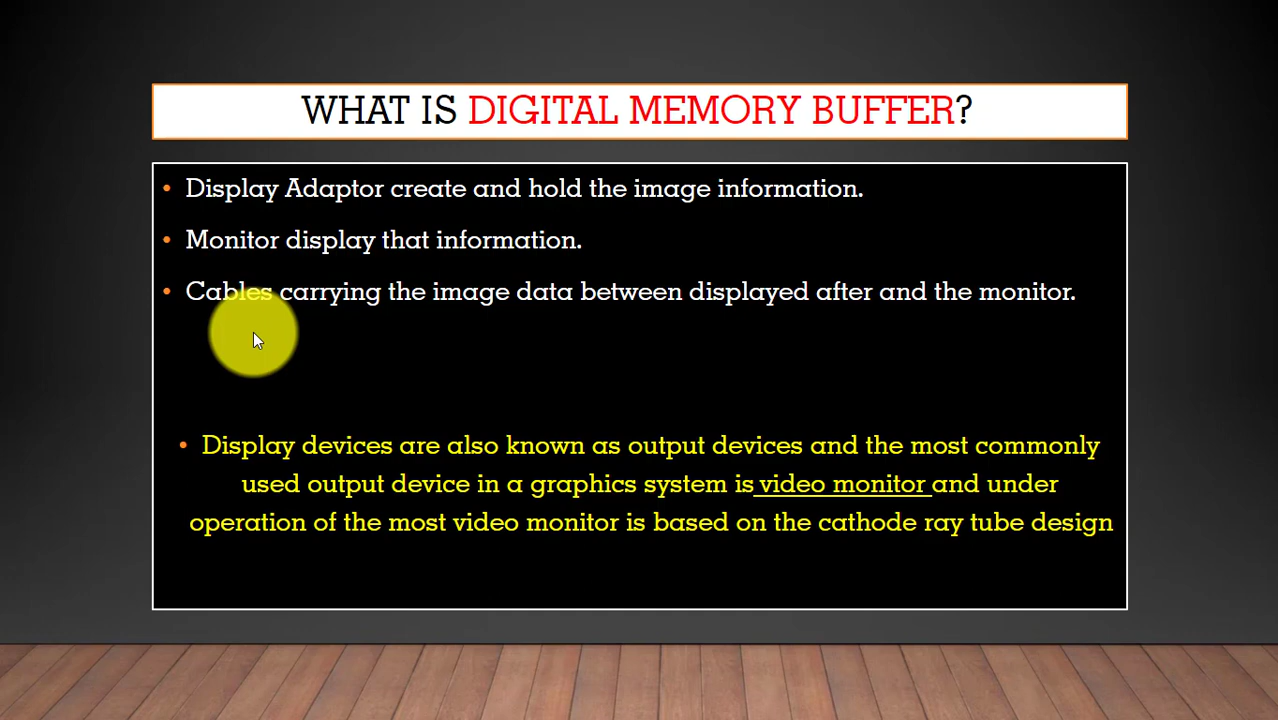 WHAT IS DIGITAL MEMORY BUFFER?
• Display Adaptor create and hold the image information.
• Monitor display that information.
• Cables carrying the image data between displayed after and the monitor.
• Display devices are also known as output devices and the most commonly
used output device in a graphics system is video monitor and under
operation of the most video monitor is based on the cathode ray tube design